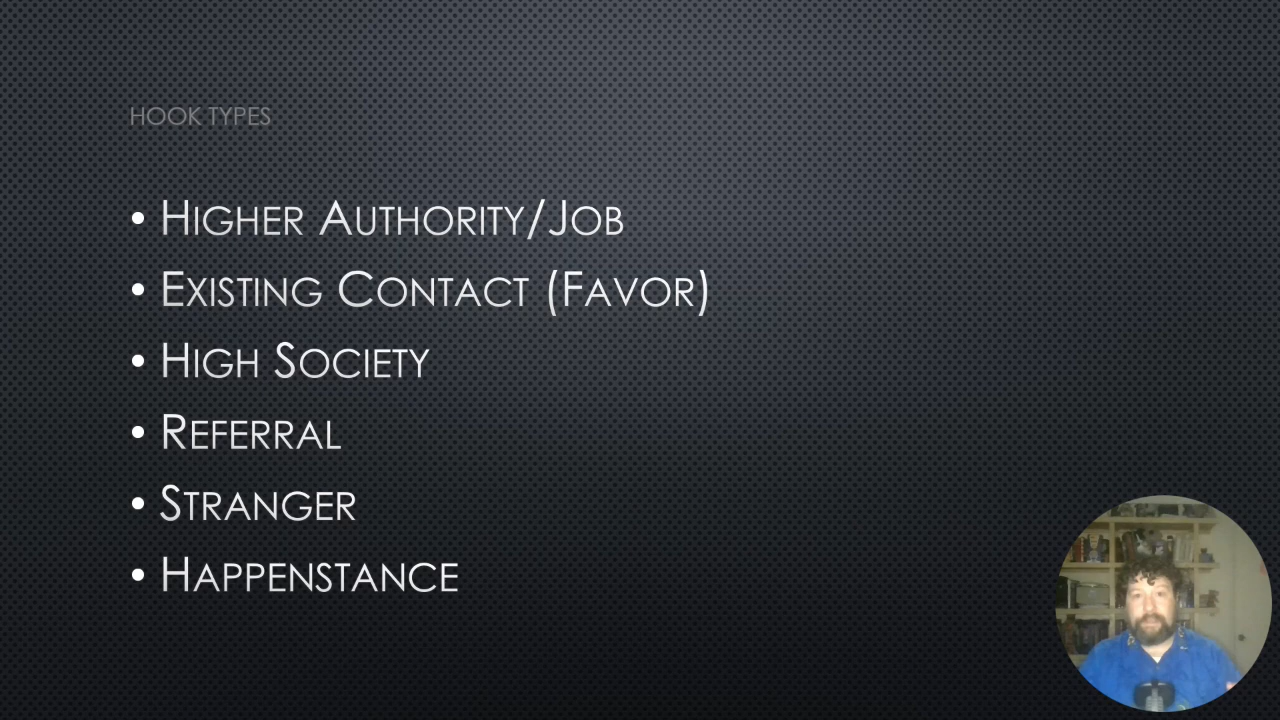 HOOK TYPES
• HIGHER AUTHORITY/JOB
• EXISTING CONTACT (FAVOR)
• HIGH SOCIETY
• REFERRAL
• STRANGER
• HAPPENSTANCE